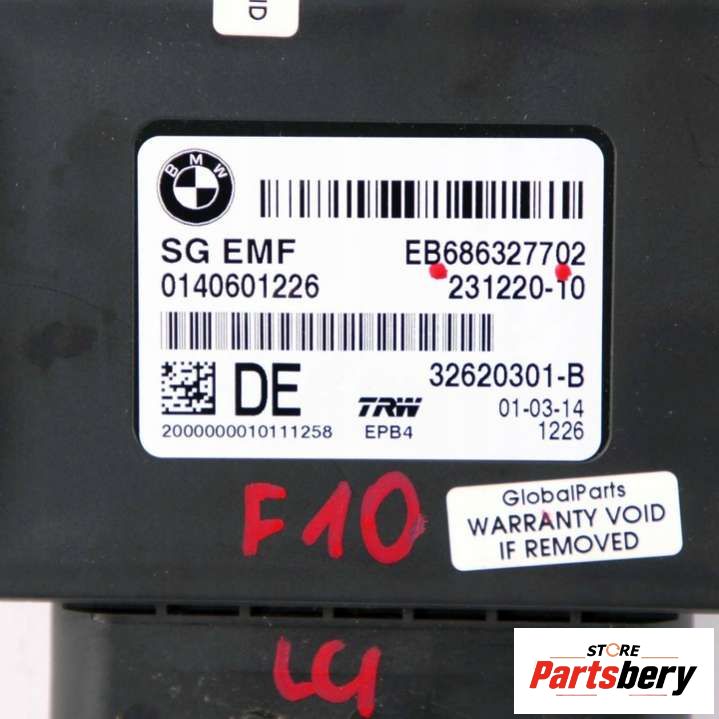 ID
BMW
SG EMF EB686327702
0140601226 231220-10
32620301-B
DE TRW 01-03-14
2000000010111258 EPB4 1226
F10
GlobalParts
WARRANTY VOID
IF REMOVED
STORE
Partsbery